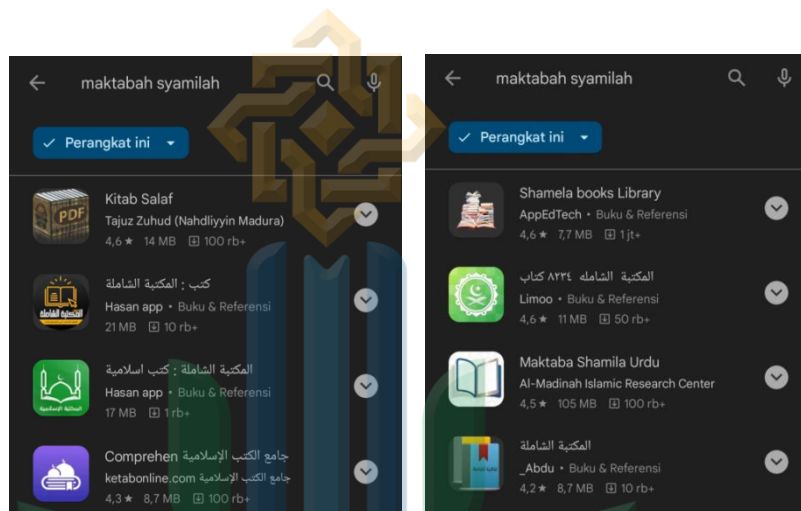 maktabah syamilah
Perangkat ini
Kitab Salaf
Tajuz Zuhud (Nahdliyyin Madura)
4,6★ 14 MB 100 rb+
كتب : المكتبة الشاملة
Hasan app • Buku & Referensi
21 MB 10 rb+
المكتبة الشاملة : كتب اسلامية
Hasan app • Buku & Referensi
17 MB 1 rb+
Comprehen جامع الكتب الإسلامية
ketabonline.com جامع الكتب الإسلامية
4,3★ 8,7 MB 100 rb+
PDF
المكتبة الشاملة
maktabah syamilah
Perangkat ini
Shamela books Library
AppEdTech • Buku & Referensi
4,6★ 7,7 MB 1 jt+
المكتبة الشامله ٨٢٣٤ كتاب
Limoo • Buku & Referensi
4,6★ 11 MB 50 rb+
Maktaba Shamila Urdu
Al-Madinah Islamic Research Center
4,5★ 105 MB 100 rb+
المكتبة الشاملة
_Abdu • Buku & Referensi
4,2★ 8,7 MB 10 rb+